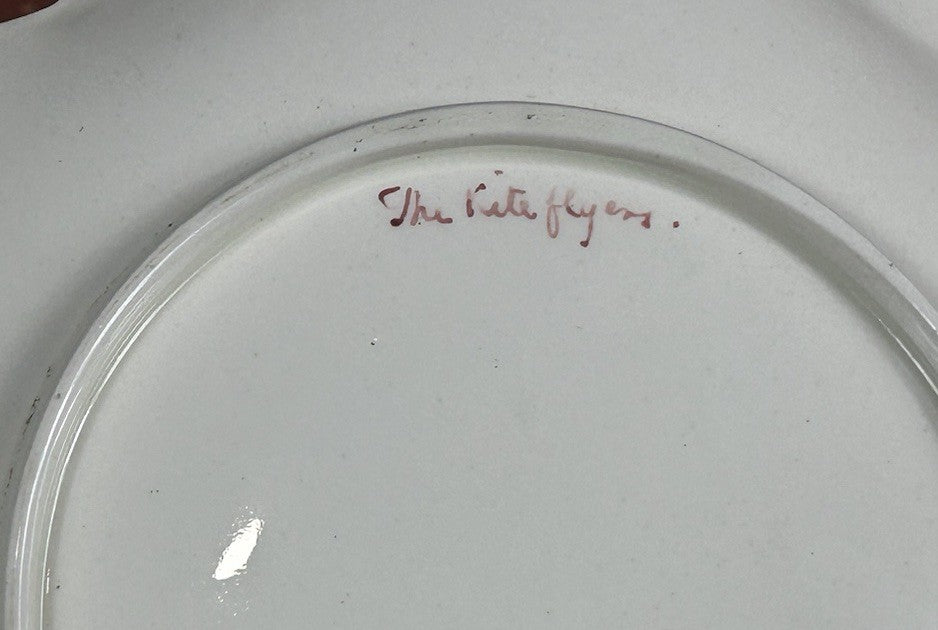 The Kite flyers.